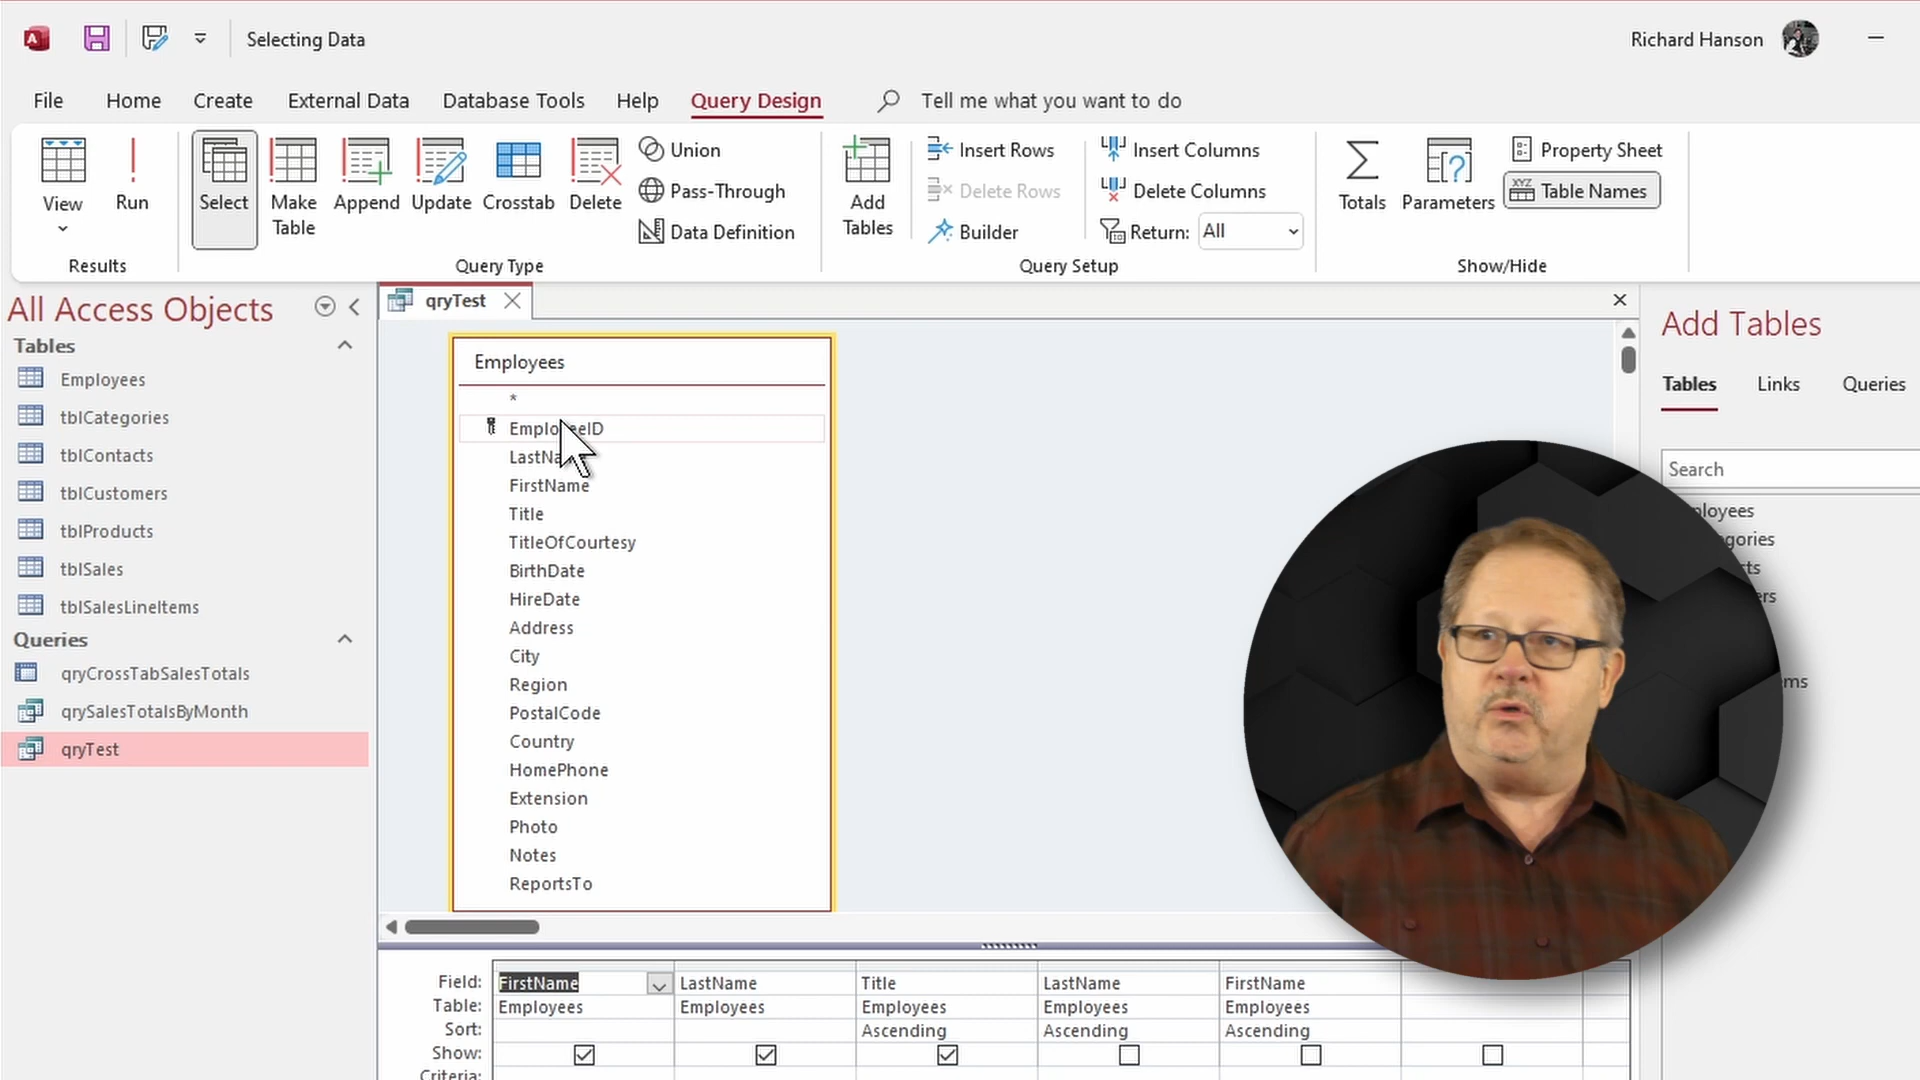 Selecting Data
Richard Hanson
File Home Create External Data Database Tools Help Query Design Tell me what you want to do
View
Run
Select
Make Table
Append
Update
Crosstab
Delete
Union
Pass-Through
Data Definition
Add Tables
Insert Rows
Delete Rows
Builder
Insert Columns
Delete Columns
Return: All
Totals
Parameters
Property Sheet
XYZ Table Names
Results
Query Type
Query Setup
Show/Hide
All Access Objects
Tables
Employees
tblCategories
tblContacts
tblCustomers
tblProducts
tblSales
tblSalesLineItems
Queries
qryCrossTabSalesTotals
qrySalesTotalsByMonth
qryTest
qryTest
Employees
*
EmployeeID
LastName
FirstName
Title
TitleOfCourtesy
BirthDate
HireDate
Address
City
Region
PostalCode
Country
HomePhone
Extension
Photo
Notes
ReportsTo
Add Tables
Tables Links Queries
Search
Field: FirstName LastName Title LastName FirstName
Table: Employees Employees Employees Employees Employees
Sort: Ascending Ascending Ascending
Show:
Criteria: